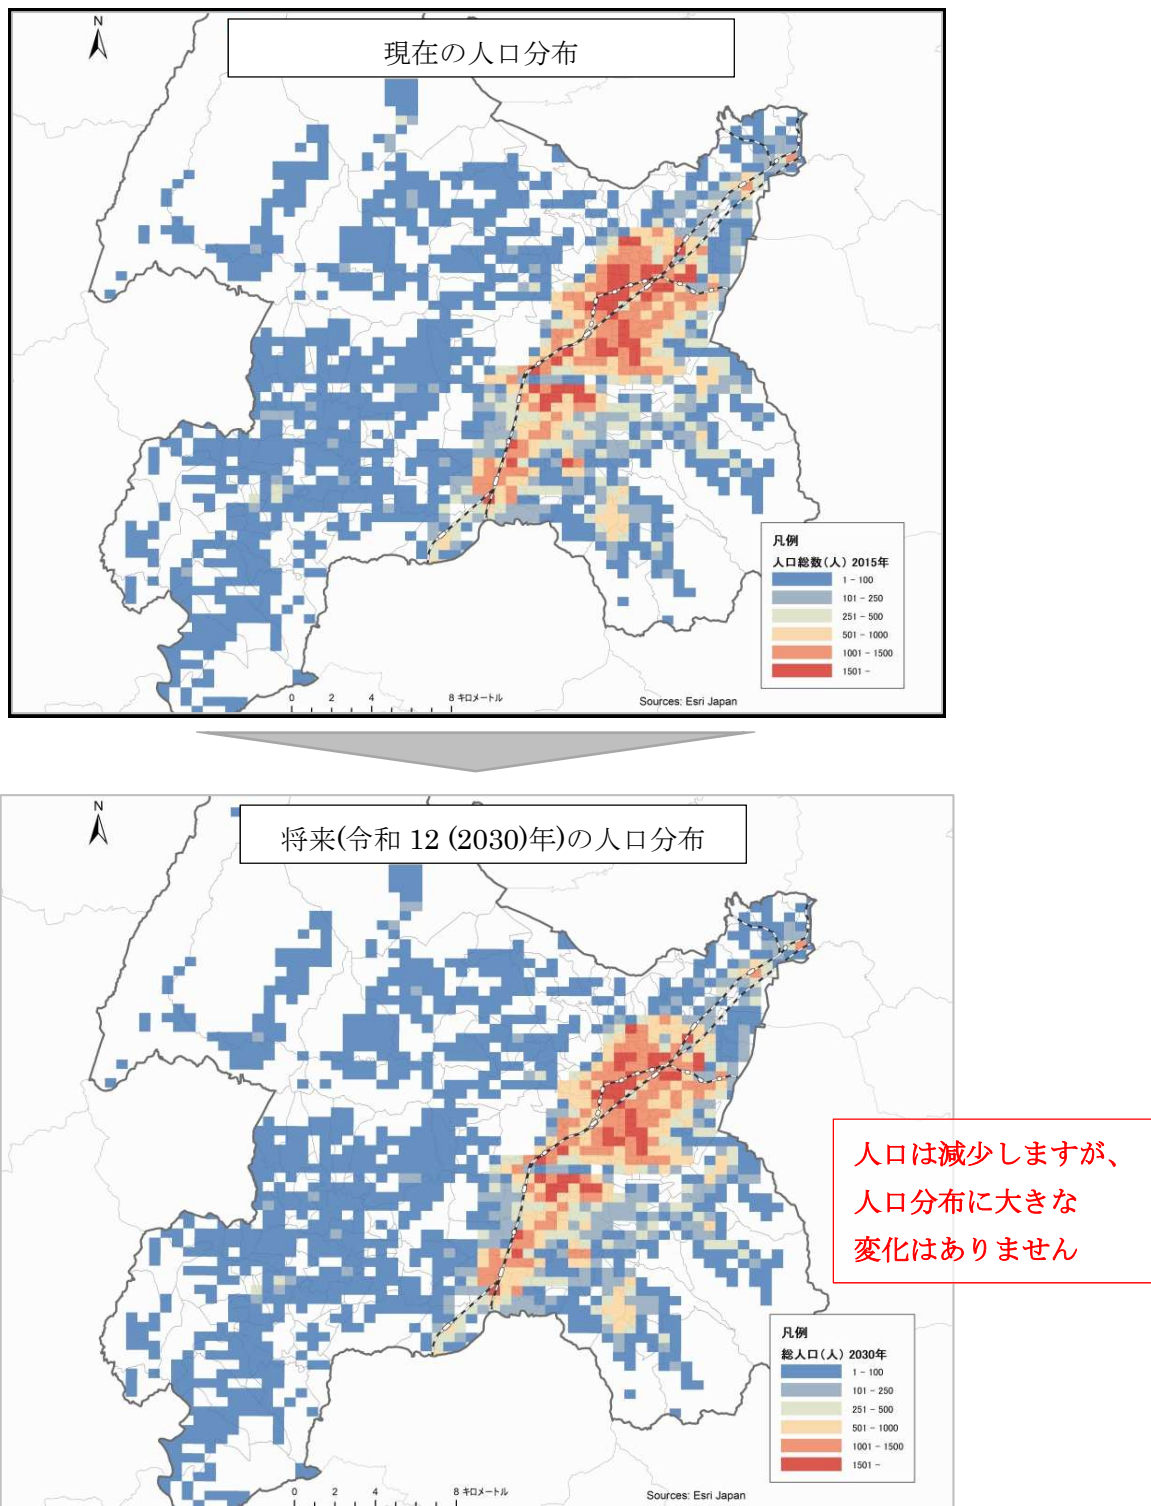 N
現在の人口分布
凡例
人口総数(人) 2015年
1 - 100
101 - 250
251 - 500
501 - 1000
1001 - 1500
1501 -
0 2 4 8 キロメートル
Sources: Esri Japan
N
将来(令和 12 (2030)年)の人口分布
人口は減少しますが、
人口分布に大きな
変化はありません
凡例
総人口(人) 2030年
1 - 100
101 - 250
251 - 500
501 - 1000
1001 - 1500
1501 -
0 2 4 8 キロメートル
Sources: Esri Japan